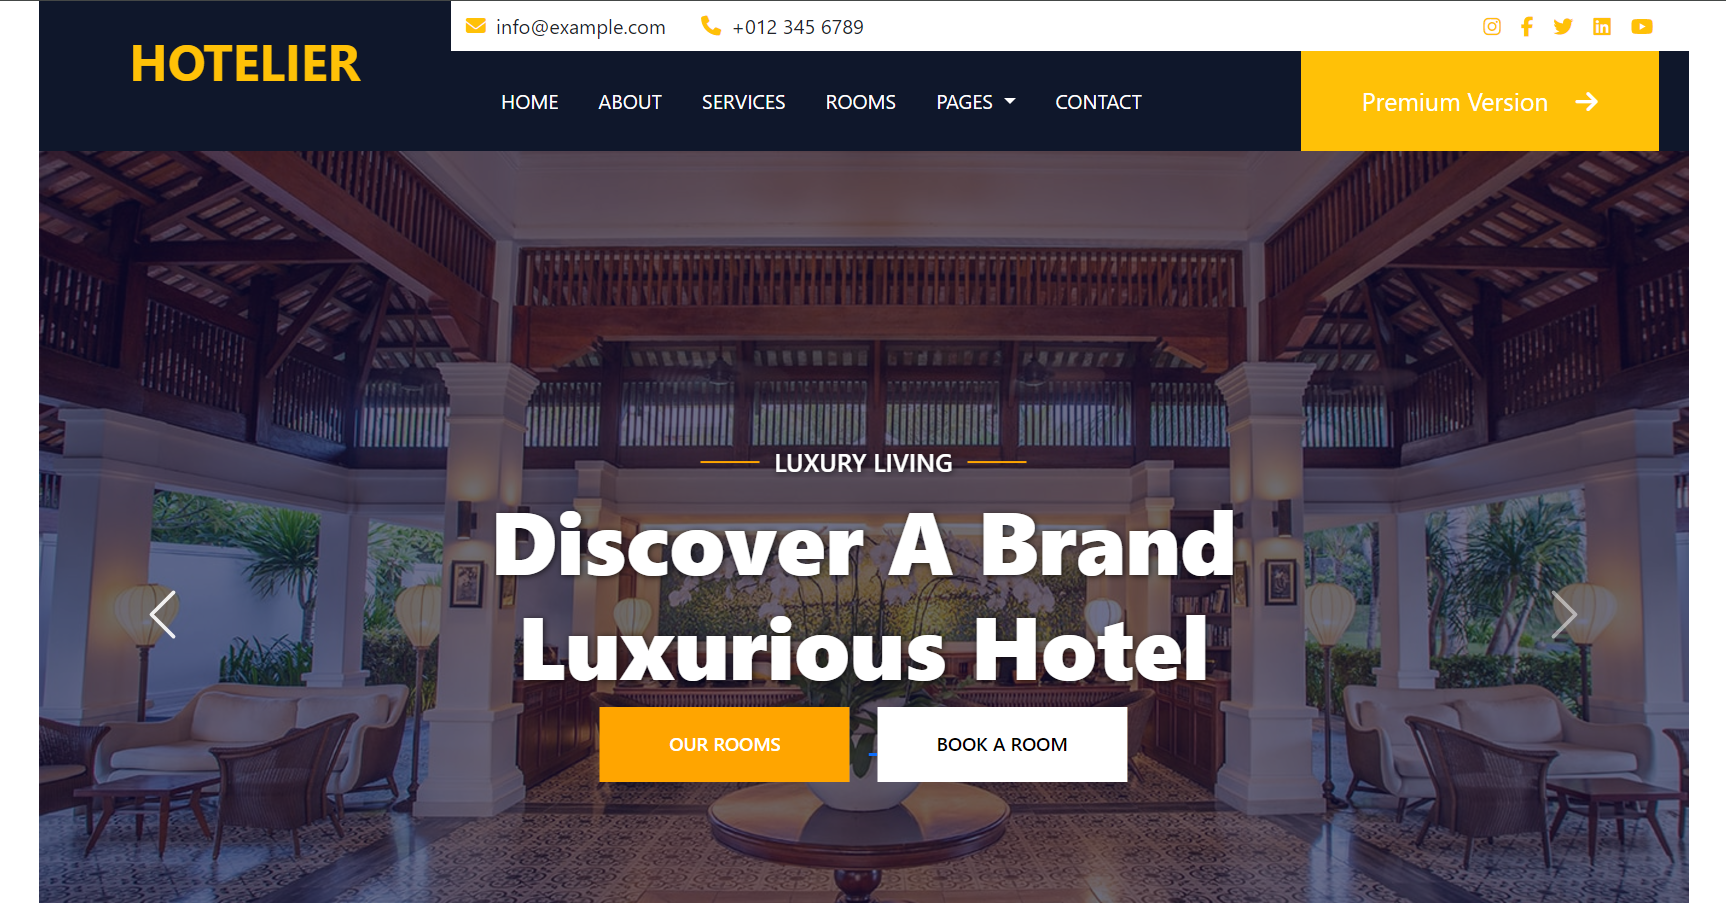 HOTELIER
info@example.com +012 345 6789
HOME ABOUT SERVICES ROOMS PAGES CONTACT
Premium Version
LUXURY LIVING
Discover A Brand
Luxurious Hotel
OUR ROOMS
BOOK A ROOM